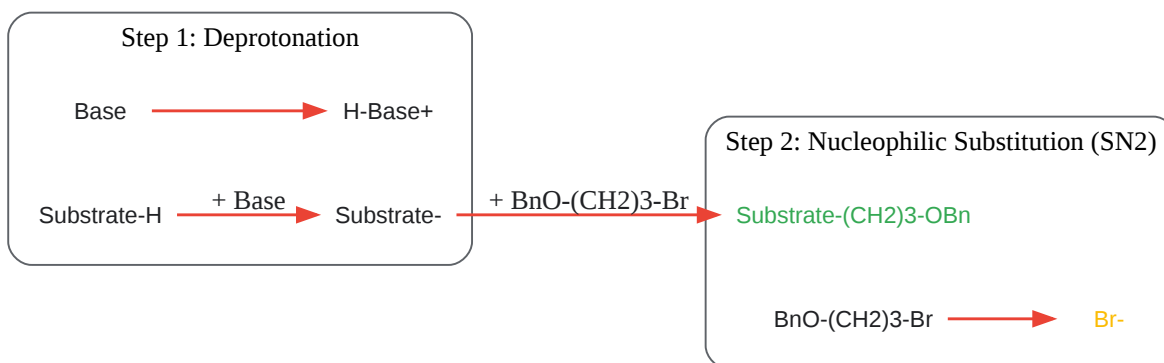 Step 1: Deprotonation
Base
H-Base+
Substrate-H
+ Base
Substrate-
+ BnO-(CH2)3-Br
Step 2: Nucleophilic Substitution (SN2)
Substrate-(CH2)3-OBn
BnO-(CH2)3-Br
Br-